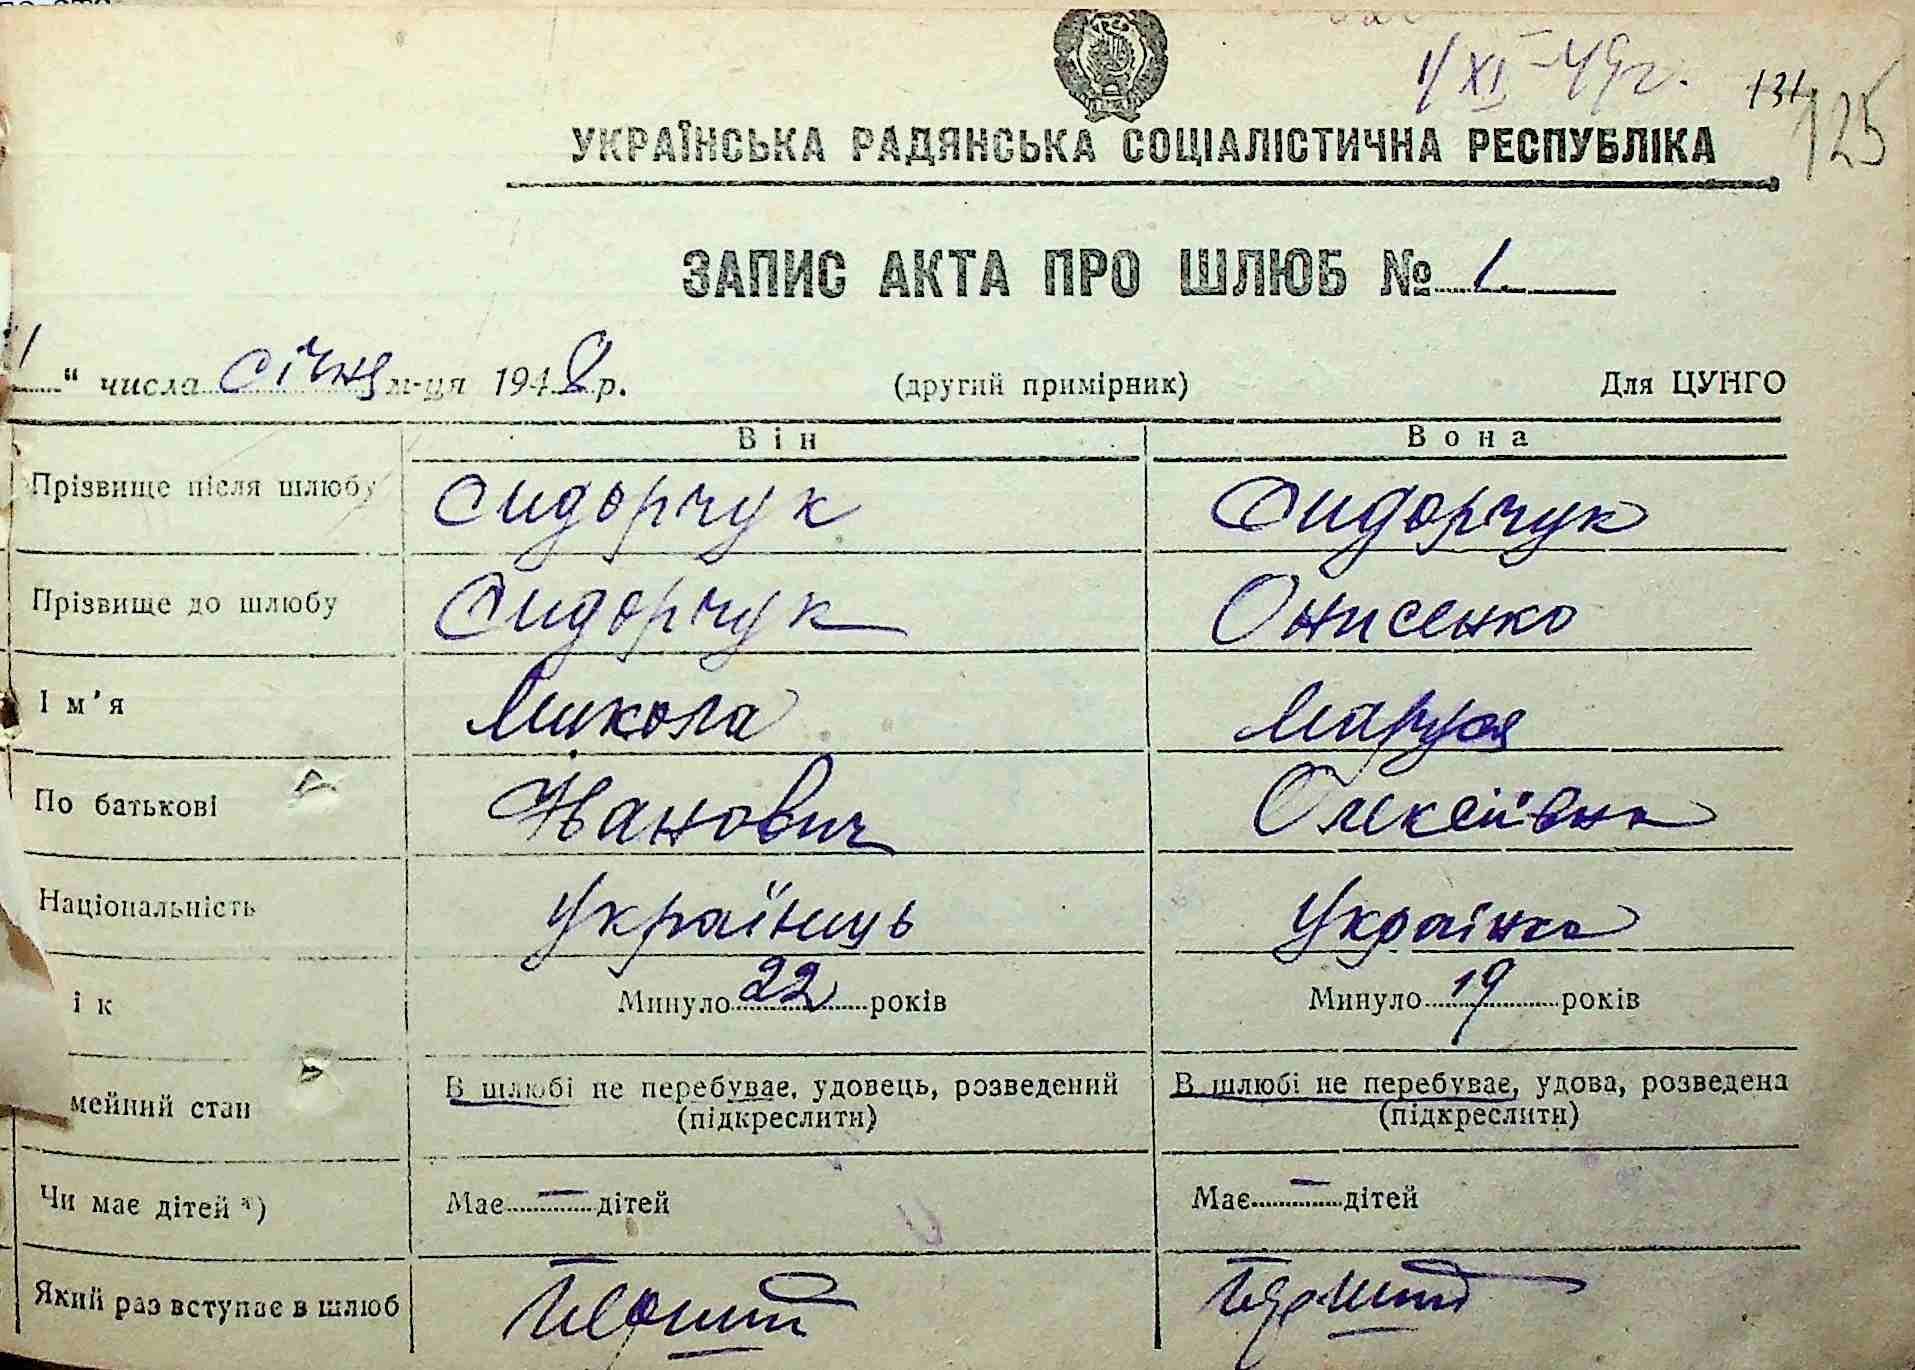 1/XI-49г. 131 125
УКРАЇНСЬКА РАДЯНСЬКА СОЦІАЛІСТИЧНА РЕСПУБЛІКА
ЗАПИС АКТА ПРО ШЛЮБ № 1
1 " числа січня м-ця 1948 р. (другий примірник) Для ЦУНГО
Він Вона
Прізвище після шлюбу Сидорчук Сидорчук
Прізвище до шлюбу Сидорчук Онисенко
Ім'я Микола Маруся
По батькові Іванович Олексіївна
Національність Українець Українка
ік Минуло 22 років Минуло 19 років
мейний стан В шлюбі не перебуває, удовець, розведений В шлюбі не перебуває, удова, розведена
(підкреслити) (підкреслити)
Чи має дітей *) Має — дітей Має — дітей
Який раз вступає в шлюб Перший Перший